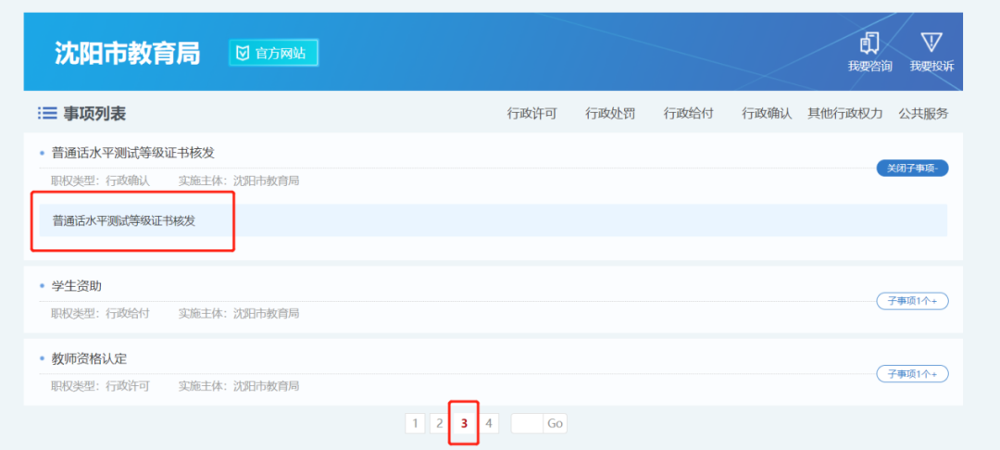 沈阳市教育局 官方网站
我要咨询 我要投诉
事项列表 行政许可 行政处罚 行政给付 行政确认 其他行政权力 公共服务
普通话水平测试等级证书核发
关闭子事项-
职权类型：行政确认 实施主体：沈阳市教育局
普通话水平测试等级证书核发
学生资助
子事项1个+
职权类型：行政给付 实施主体：沈阳市教育局
教师资格认定
子事项1个+
职权类型：行政许可 实施主体：沈阳市教育局
1 2 3 4 Go